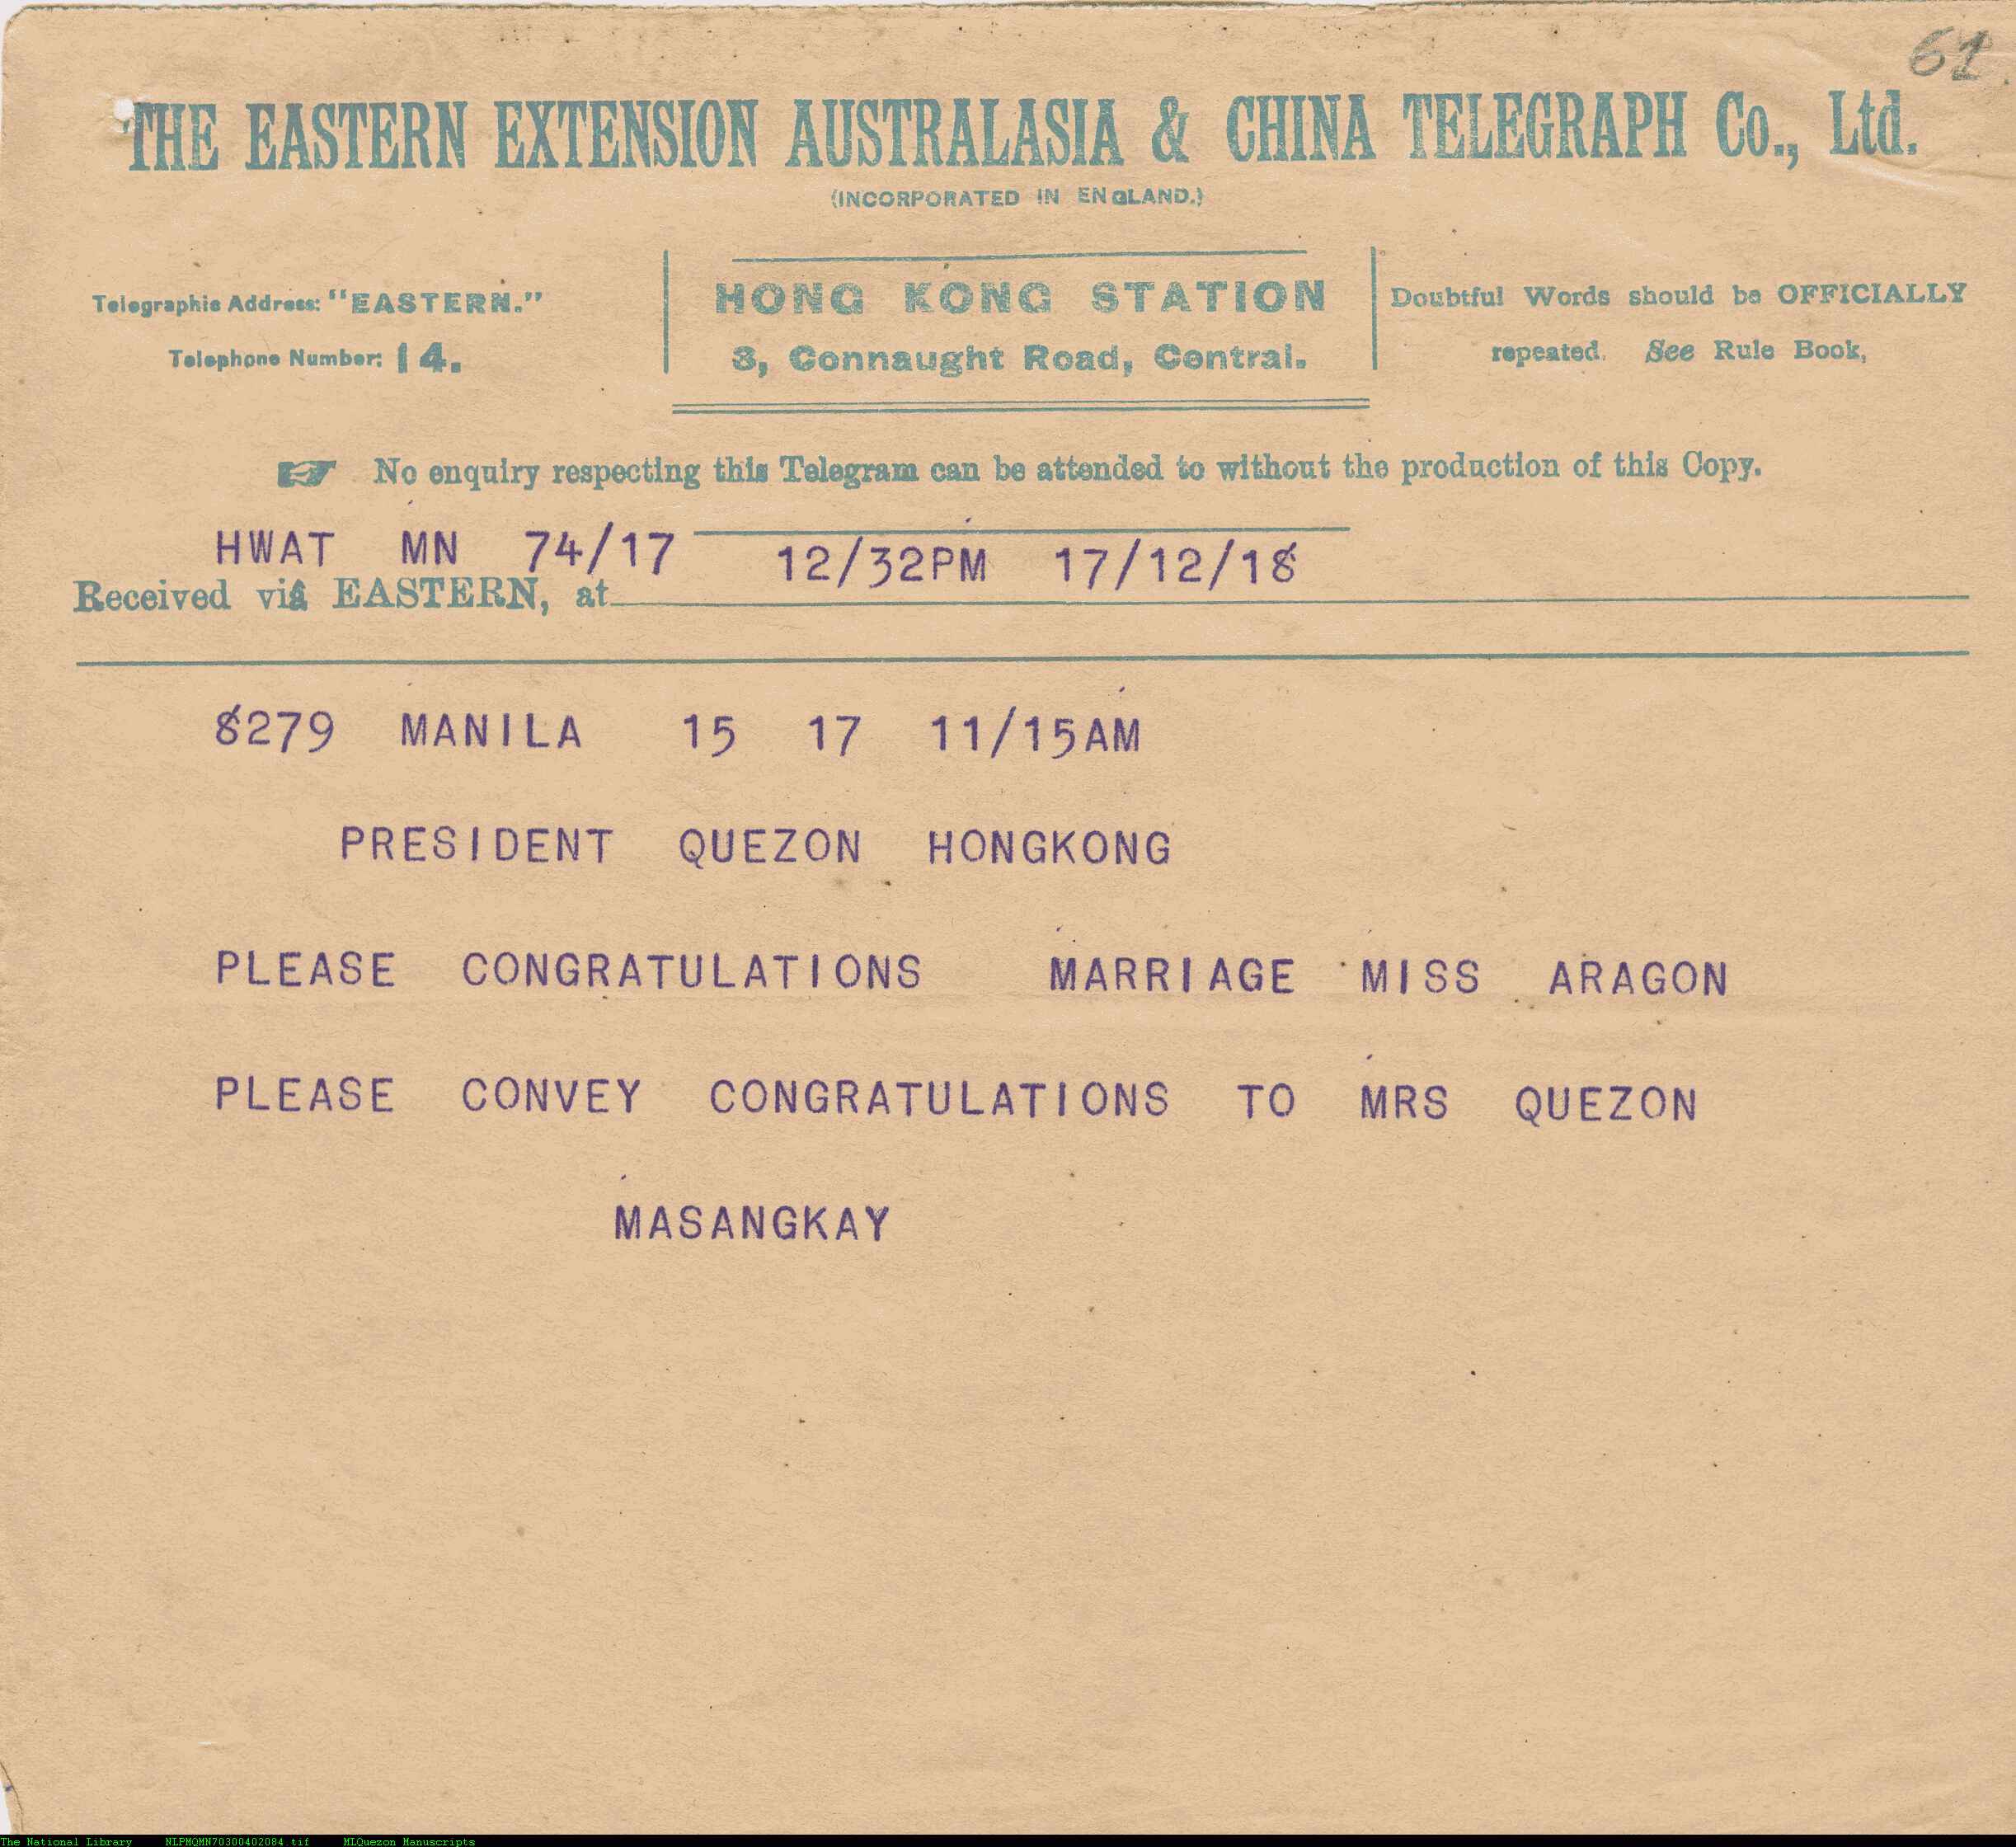 61.
THE EASTERN EXTENSION AUSTRALASIA & CHINA TELEGRAPH Co., Ltd.
(INCORPORATED IN ENGLAND.)
Telegraphic Address: "EASTERN."
Telephone Number: 14.
HONG KONG STATION
3, Connaught Road, Central.
Doubtful Words should be OFFICIALLY
repeated. See Rule Book,
No enquiry respecting this Telegram can be attended to without the production of this Copy.
HWAT MN 74/17 12/32PM 17/12/18
Received viâ EASTERN, at
8279 MANILA 15 17 11/15AM
PRESIDENT QUEZON HONGKONG
PLEASE CONGRATULATIONS MARRIAGE MISS ARAGON
PLEASE CONVEY CONGRATULATIONS TO MRS QUEZON
MASANGKAY
The National Library NLPMQMN70300402084.tif MLQuezon Manuscripts